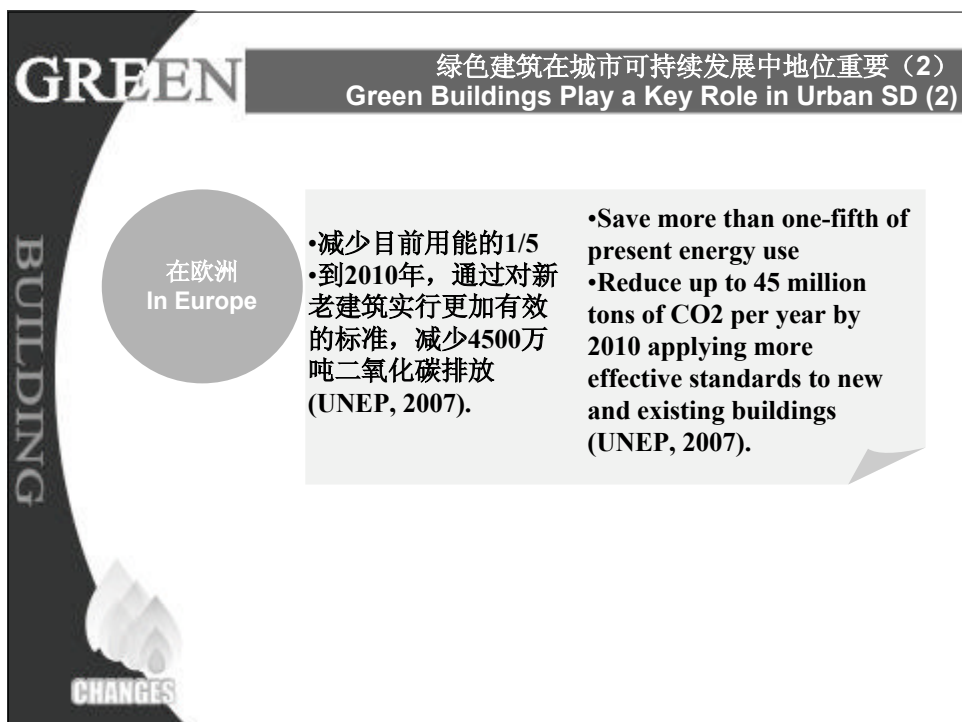 GREEN
绿色建筑在城市可持续发展中地位重要（2）
Green Buildings Play a Key Role in Urban SD (2)
BUILDING
在欧洲
In Europe
•减少目前用能的1/5
•到2010年，通过对新
老建筑实行更加有效
的标准，减少4500万
吨二氧化碳排放
(UNEP, 2007).
•Save more than one-fifth of
present energy use
•Reduce up to 45 million
tons of CO2 per year by
2010 applying more
effective standards to new
and existing buildings
(UNEP, 2007).
CHANGES